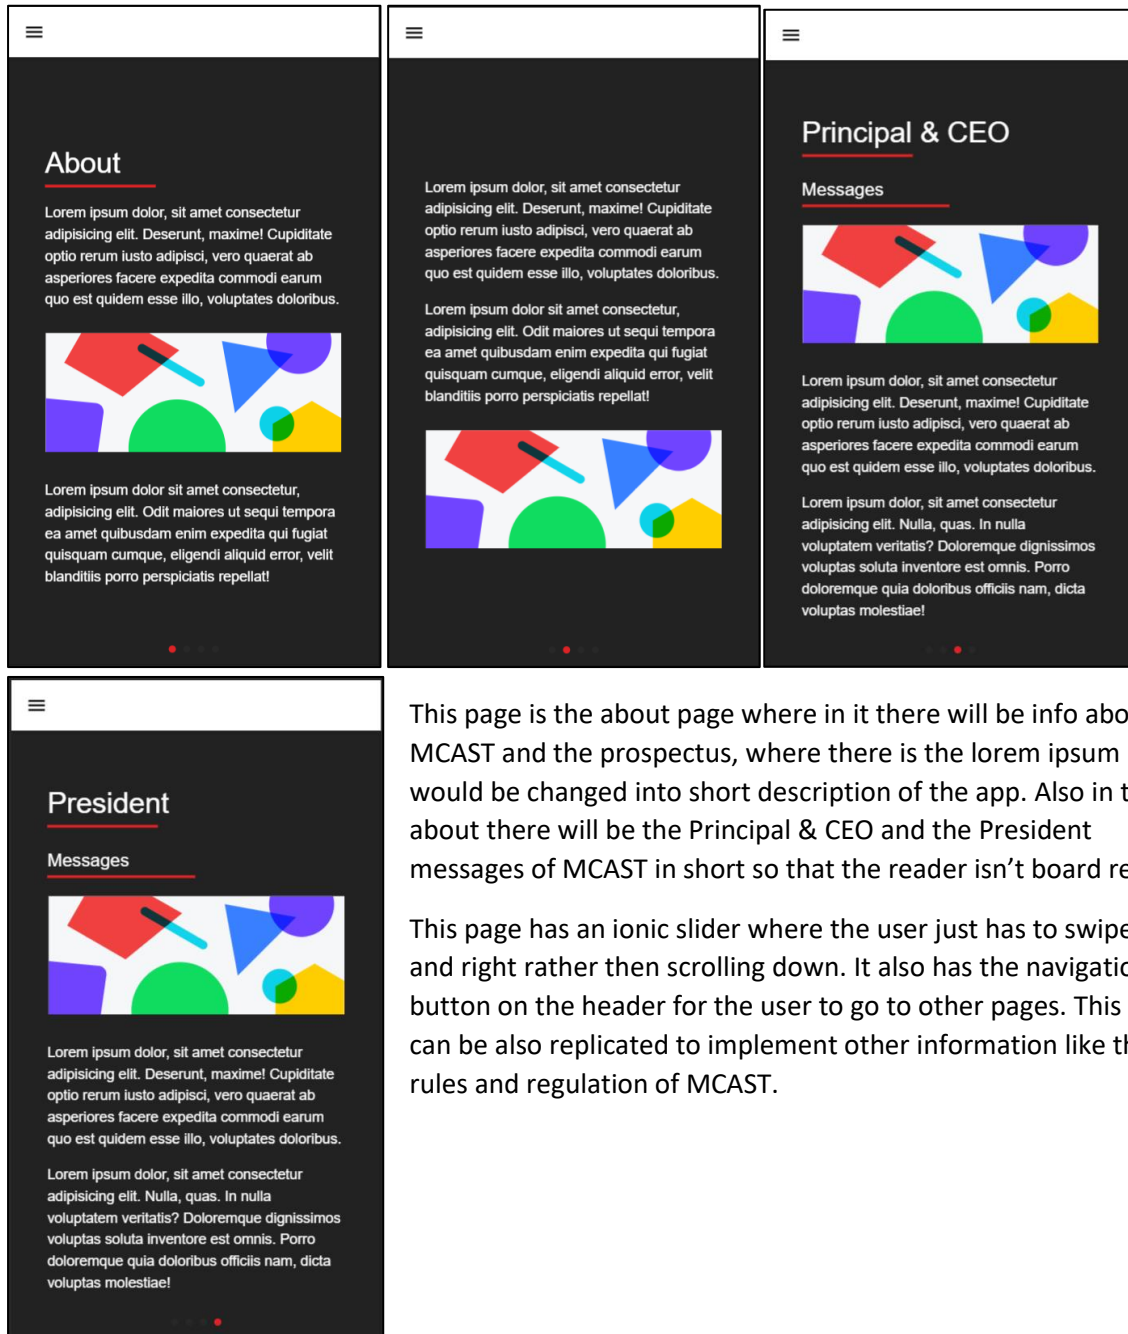 About
Lorem ipsum dolor, sit amet consectetur
adipisicing elit. Deserunt, maxime! Cupiditate
optio rerum iusto adipisci, vero quaerat ab
asperiores facere expedita commodi earum
quo est quidem esse illo, voluptates doloribus.
Lorem ipsum dolor sit amet consectetur,
adipisicing elit. Odit maiores ut sequi tempora
ea amet quibusdam enim expedita qui fugiat
quisquam cumque, eligendi aliquid error, velit
blanditiis porro perspiciatis repellat!
Lorem ipsum dolor, sit amet consectetur
adipisicing elit. Deserunt, maxime! Cupiditate
optio rerum iusto adipisci, vero quaerat ab
asperiores facere expedita commodi earum
quo est quidem esse illo, voluptates doloribus.
Lorem ipsum dolor sit amet consectetur,
adipisicing elit. Odit maiores ut sequi tempora
ea amet quibusdam enim expedita qui fugiat
quisquam cumque, eligendi aliquid error, velit
blanditiis porro perspiciatis repellat!
Principal & CEO
Messages
Lorem ipsum dolor, sit amet consectetur
adipisicing elit. Deserunt, maxime! Cupiditate
optio rerum iusto adipisci, vero quaerat ab
asperiores facere expedita commodi earum
quo est quidem esse illo, voluptates doloribus.
Lorem ipsum dolor, sit amet consectetur
adipisicing elit. Nulla, quas. In nulla
voluptatem veritatis? Doloremque dignissimos
voluptas soluta inventore est omnis. Porro
doloremque quia doloribus officiis nam, dicta
voluptas molestiae!
President
Messages
Lorem ipsum dolor, sit amet consectetur
adipisicing elit. Deserunt, maxime! Cupiditate
optio rerum iusto adipisci, vero quaerat ab
asperiores facere expedita commodi earum
quo est quidem esse illo, voluptates doloribus.
Lorem ipsum dolor, sit amet consectetur
adipisicing elit. Nulla, quas. In nulla
voluptatem veritatis? Doloremque dignissimos
voluptas soluta inventore est omnis. Porro
doloremque quia doloribus officiis nam, dicta
voluptas molestiae!
This page is the about page where in it there will be info
MCAST and the prospectus, where there is the lorem ipsum
would be changed into short description of the app. Also in
about there will be the Principal & CEO and the President
messages of MCAST in short so that the reader isn't board
This page has an ionic slider where the user just has to swipe
and right rather then scrolling down. It also has the
button on the header for the user to go to other pages. This
can be also replicated to implement other information like
rules and regulation of MCAST.